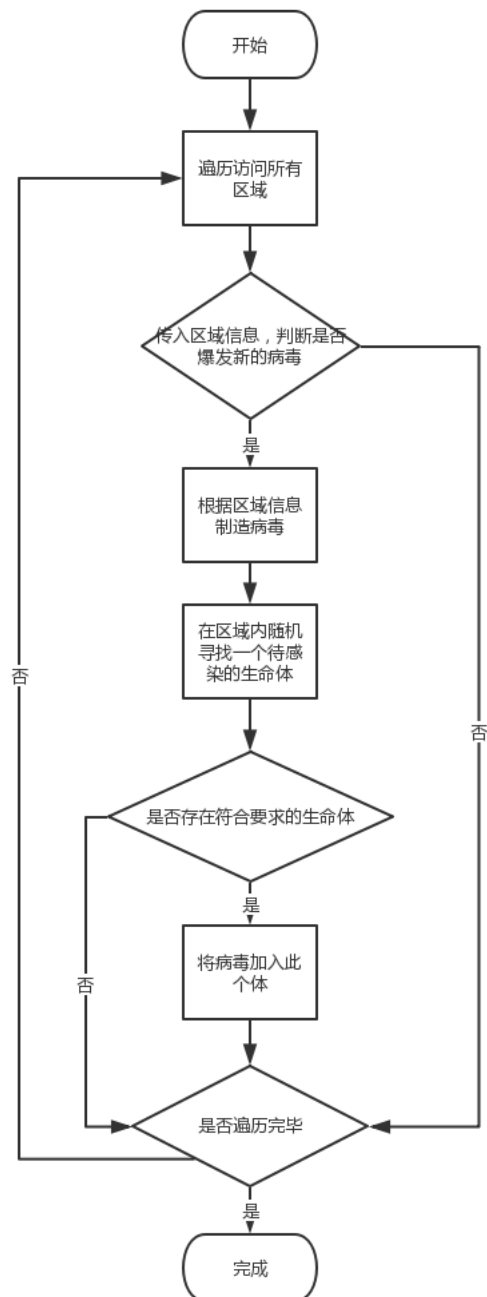 开始
遍历访问所有
区域
传入区域信息，判断是否
爆发新的病毒
是
根据区域信息
制造病毒
在区域内随机
寻找一个待感
染的生命体
否
否
是否存在符合要求的生命体
是
将病毒加入此
个体
否
是否遍历完毕
是
完成